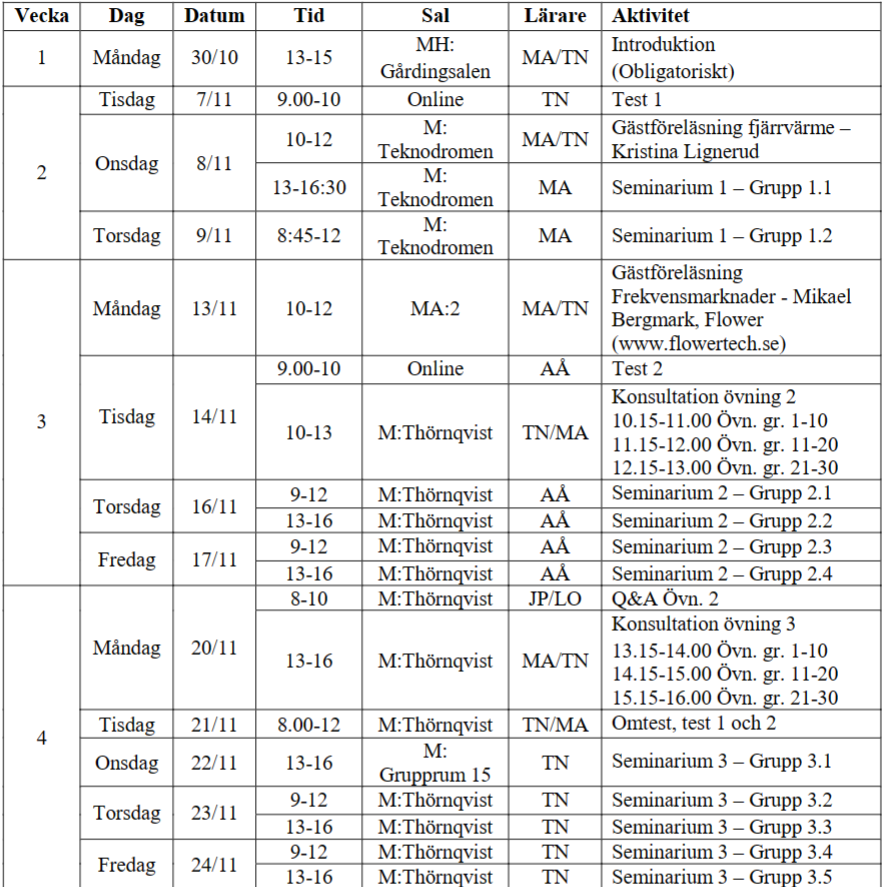 Vecka Dag Datum Tid Sal Lärare Aktivitet
1 Måndag 30/10 13-15 MH: Gårdingsalen MA/TN Introduktion
(Obligatoriskt)
2 Tisdag 7/11 9.00-10 Online TN Test 1
Onsdag 8/11 10-12 M: Teknodromen MA/TN Gästföreläsning fjärrvärme –
Kristina Lignerud
13-16:30 M: Teknodromen MA Seminarium 1 – Grupp 1.1
Torsdag 9/11 8:45-12 M: Teknodromen MA Seminarium 1 – Grupp 1.2
3 Måndag 13/11 10-12 MA:2 MA/TN Gästföreläsning
Frekvensmarknader - Mikael
Bergmark, Flower
(www.flowertech.se)
Tisdag 14/11 9.00-10 Online AÅ Test 2
10-13 M:Thörnqvist TN/MA Konsultation övning 2
10.15-11.00 Övn. gr. 1-10
11.15-12.00 Övn. gr. 11-20
12.15-13.00 Övn. gr. 21-30
Torsdag 16/11 9-12 M:Thörnqvist AÅ Seminarium 2 – Grupp 2.1
13-16 M:Thörnqvist AÅ Seminarium 2 – Grupp 2.2
Fredag 17/11 9-12 M:Thörnqvist AÅ Seminarium 2 – Grupp 2.3
13-16 M:Thörnqvist AÅ Seminarium 2 – Grupp 2.4
4 Måndag 20/11 8-10 M:Thörnqvist JP/LO Q&A Övn. 2
13-16 M:Thörnqvist MA/TN Konsultation övning 3
13.15-14.00 Övn. gr. 1-10
14.15-15.00 Övn. gr. 11-20
15.15-16.00 Övn. gr. 21-30
Tisdag 21/11 8.00-12 M:Thörnqvist TN/MA Omtest, test 1 och 2
Onsdag 22/11 13-16 M: Grupprum 15 TN Seminarium 3 – Grupp 3.1
Torsdag 23/11 9-12 M:Thörnqvist TN Seminarium 3 – Grupp 3.2
13-16 M:Thörnqvist TN Seminarium 3 – Grupp 3.3
Fredag 24/11 9-12 M:Thörnqvist TN Seminarium 3 – Grupp 3.4
13-16 M:Thörnqvist TN Seminarium 3 – Grupp 3.5